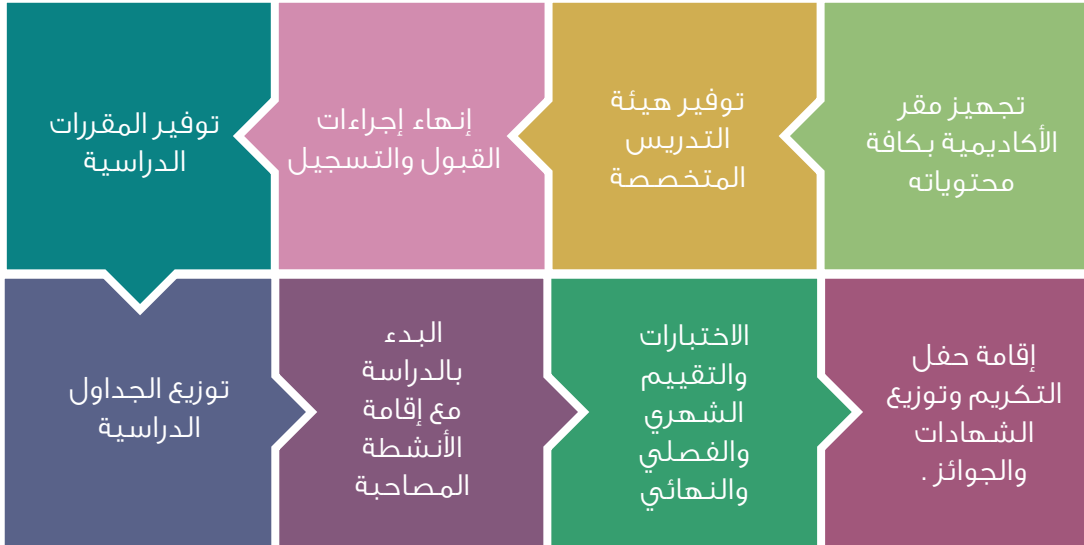 تجهيز مقر
الأكاديمية بكافة
محتوياته
توفير هيئة
التدريس
المتخصصة
إنهاء إجراءات
القبول والتسجيل
توفير المقررات
الدراسية
توزيع الجداول
الدراسية
البدء
بالدراسة
مع إقامة
الأنشطة
المصاحبة
الاختبارات
والتقييم
الشهري
والفصلي
والنهائي
إقامة حفل
التكريم وتوزيع
الشهادات
والجوائز .